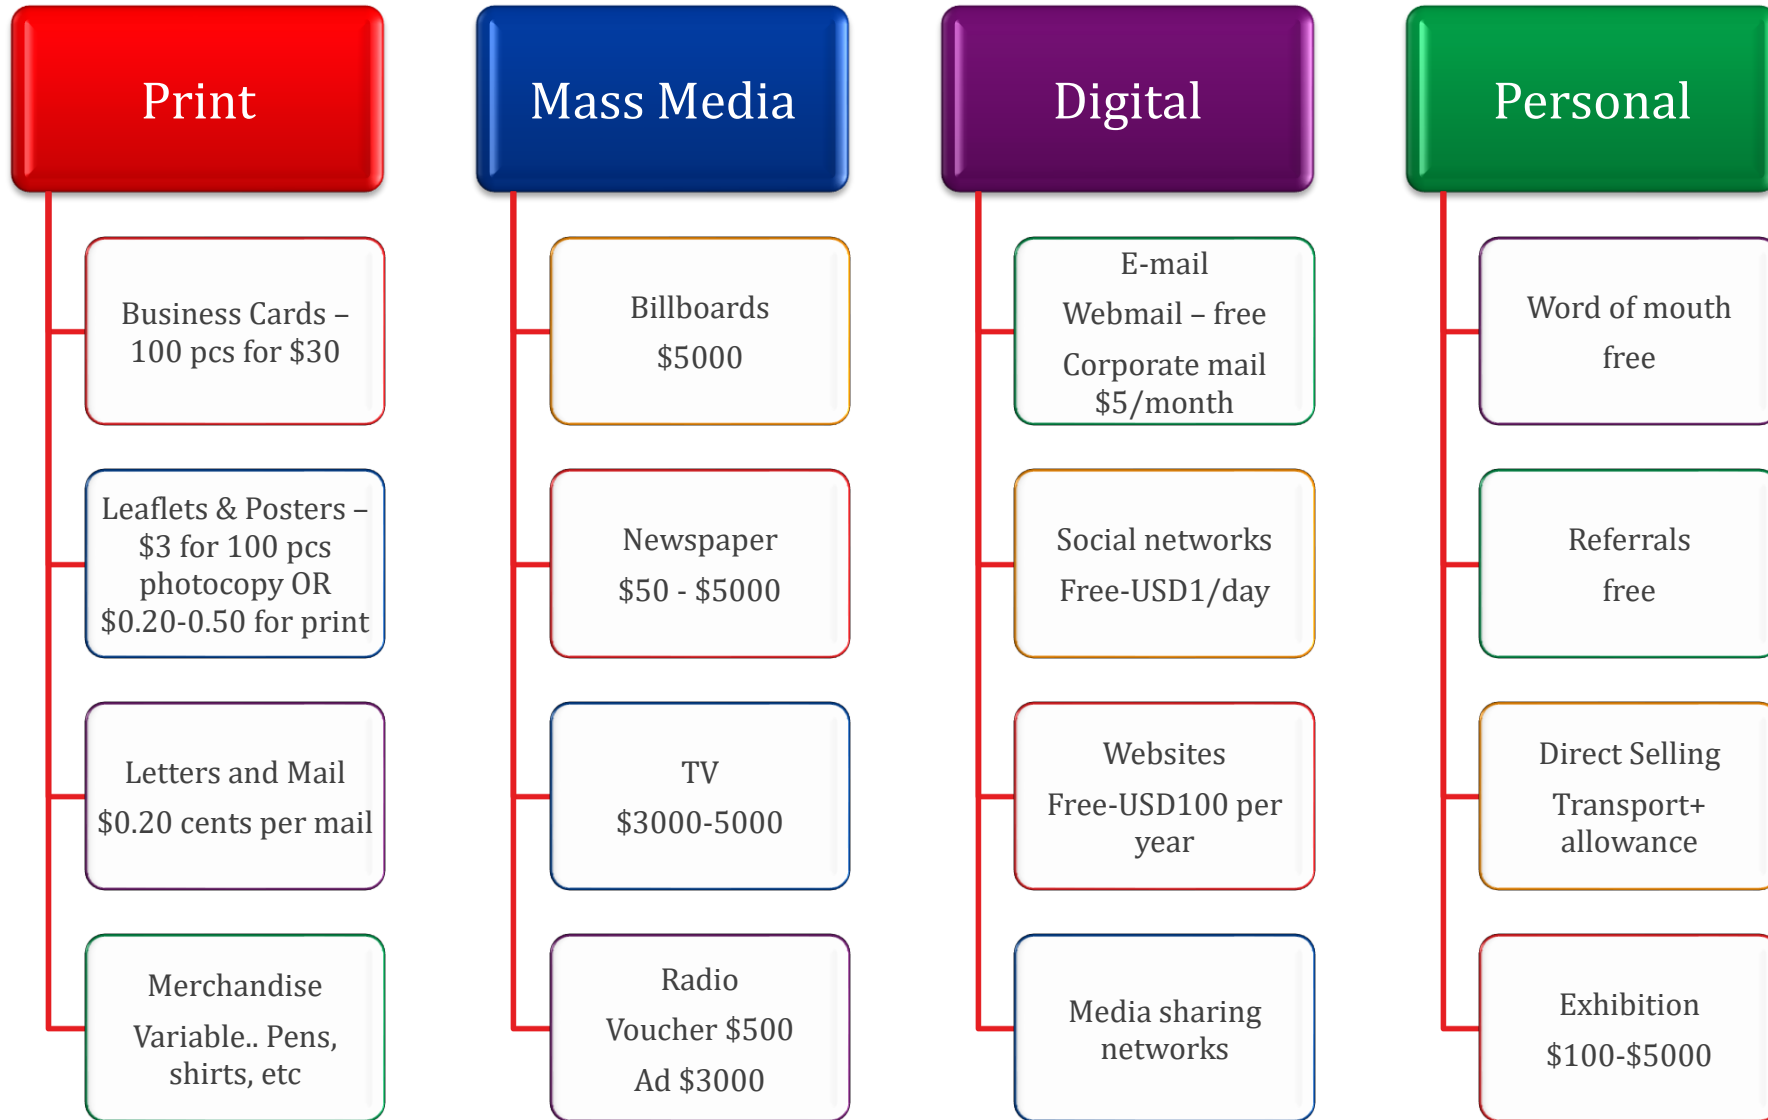 Print
Business Cards –
100 pcs for $30
Leaflets & Posters –
$3 for 100 pcs
photocopy OR
$0.20-0.50 for print
Letters and Mail
$0.20 cents per mail
Merchandise
Variable.. Pens,
shirts, etc
Mass Media
Billboards
$5000
Newspaper
$50 - $5000
TV
$3000-5000
Radio
Voucher $500
Ad $3000
Digital
E-mail
Webmail – free
Corporate mail
$5/month
Social networks
Free-USD1/day
Websites
Free-USD100 per
year
Media sharing
networks
Personal
Word of mouth
free
Referrals
free
Direct Selling
Transport+
allowance
Exhibition
$100-$5000